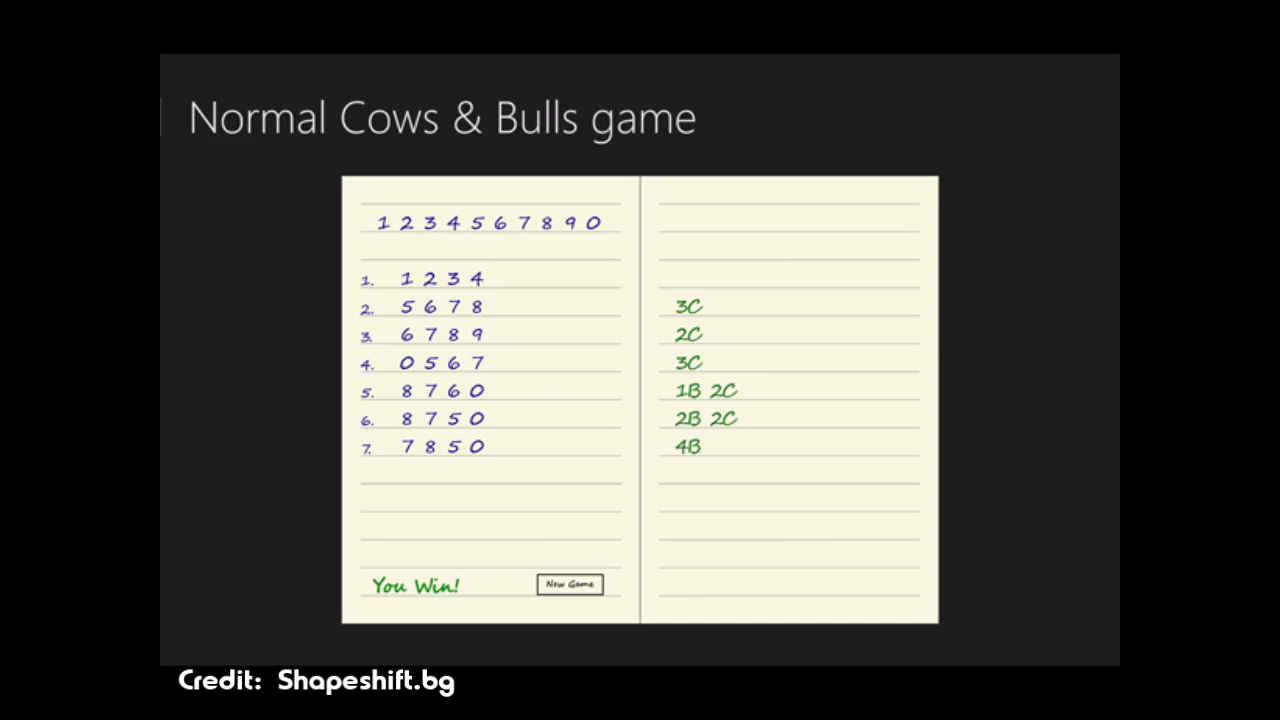 Normal Cows & Bulls game
1 2 3 4 5 6 7 8 9 0
1. 1 2 3 4
2. 5 6 7 8 3C
3. 6 7 8 9 2C
4. 0 5 6 7 3C
5. 8 7 6 0 1B 2C
6. 8 7 5 0 2B 2C
7. 7 8 5 0 4B
You Win! New Game
Credit: Shapeshift.bg